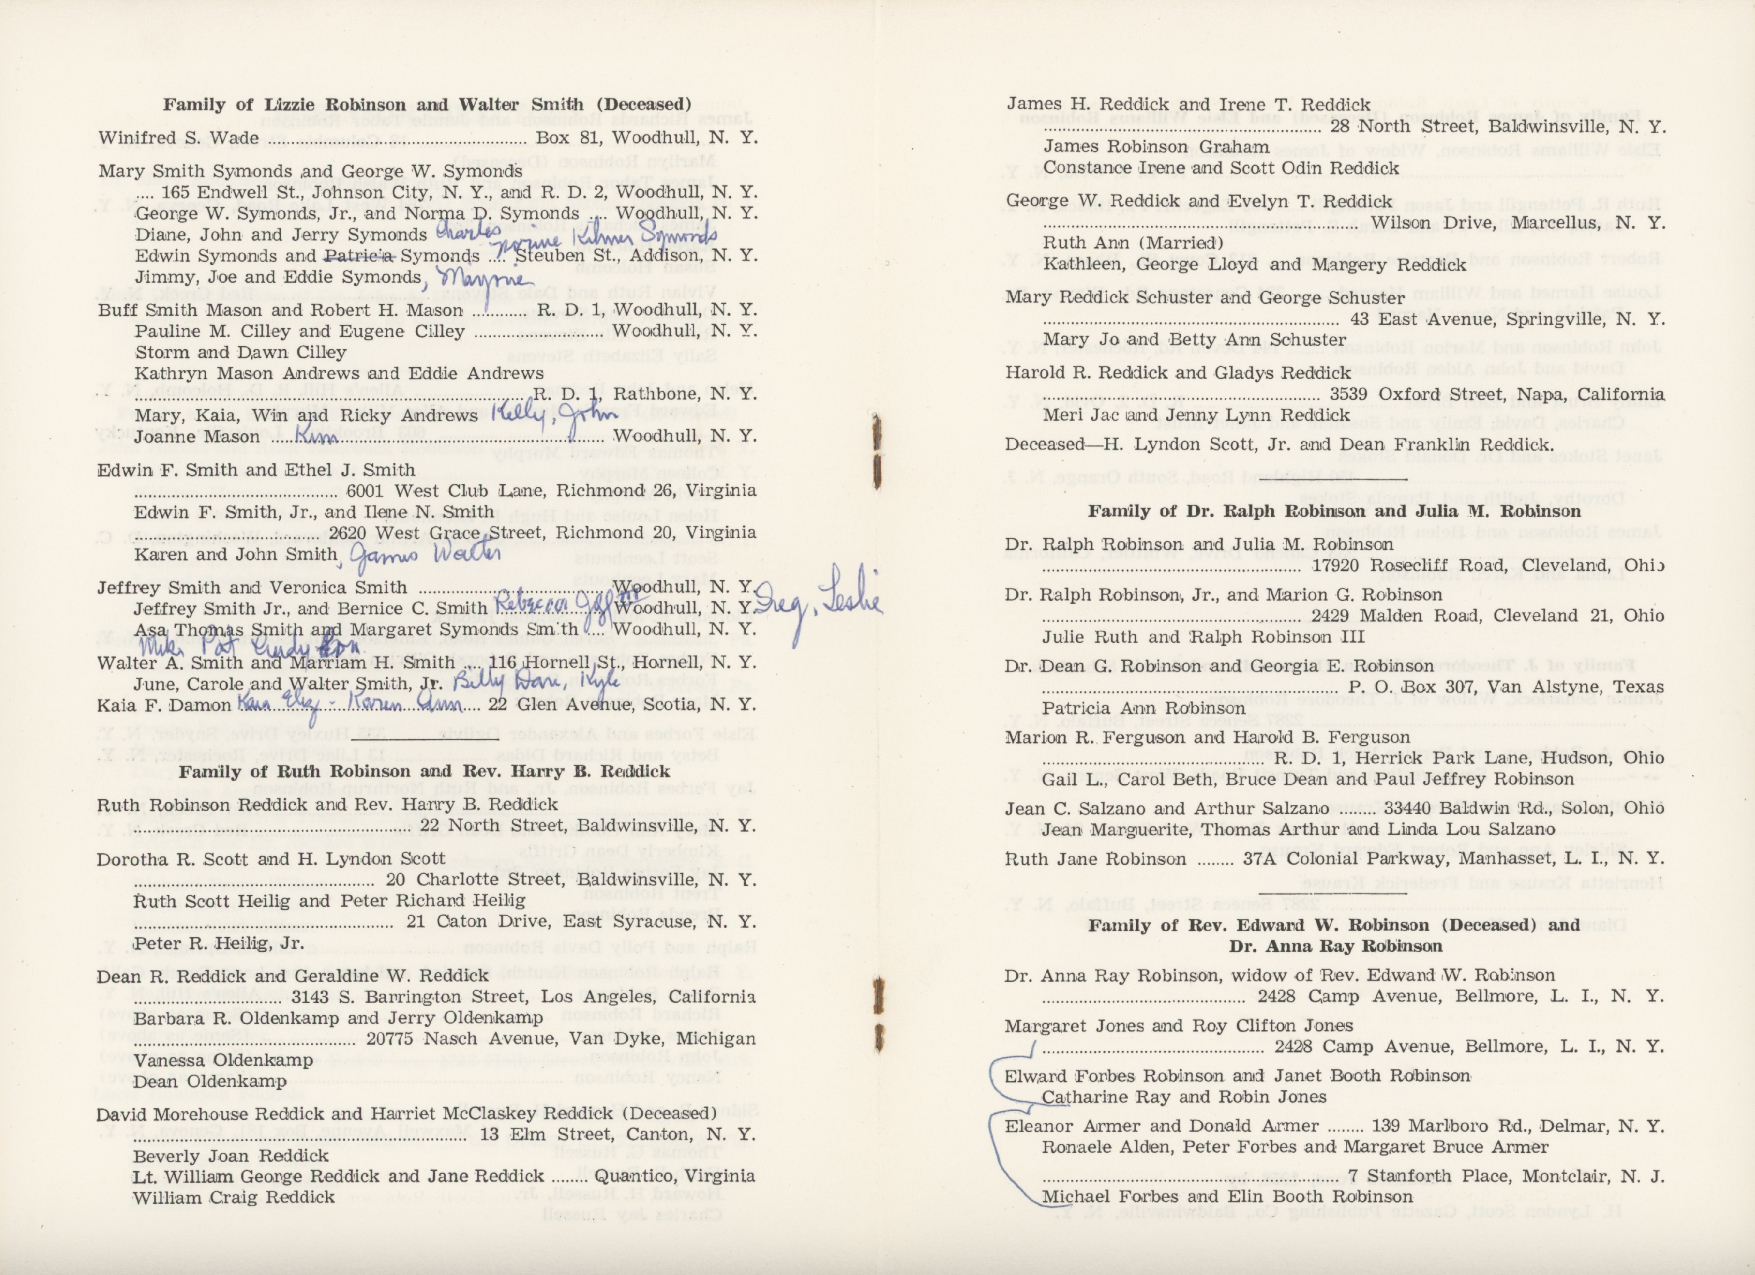 Family of Lizzie Robinson and Walter Smith (Deceased)
Winifred S. Wade ................................................ Box 81, Woodhull, N. Y.
Mary Smith Symonds and George W. Symonds
.... 165 Endwell St., Johnson City, N. Y., and R. D. 2, Woodhull, N. Y.
George W. Symonds, Jr., and Norma D. Symonds .... Woodhull, N. Y.
Diane, John and Jerry Symonds Charles
Norine Kilmer Symonds
Edwin Symonds and Patricia Symonds .... Steuben St., Addison, N. Y.
Jimmy, Joe and Eddie Symonds, Marjorie
Buff Smith Mason and Robert H. Mason ........... R. D. 1, Woodhull, N. Y.
Pauline M. Cilley and Eugene Cilley ........................ Woodhull, N. Y.
Storm and Dawn Cilley
Kathryn Mason Andrews and Eddie Andrews
........................................................................ R. D. 1, Rathbone, N. Y.
Mary, Kaia, Win and Ricky Andrews Kelly, John
Joanne Mason .... Kim ................................................ Woodhull, N. Y.
Edwin F. Smith and Ethel J. Smith
...................................... 6001 West Club Lane, Richmond 26, Virginia
Edwin F. Smith, Jr., and Ilene N. Smith
.................................. 2620 West Grace Street, Richmond 20, Virginia
Karen and John Smith, James Walter
Jeffrey Smith and Veronica Smith .................................... Woodhull, N. Y.
Jeffrey Smith Jr., and Bernice C. Smith Rebecca Jeff III Woodhull, N. Y. Greg, Leslie
Asa Thomas Smith and Margaret Symonds Smith .... Woodhull, N. Y.
Mike Pat Cindy
Walter A. Smith and Marriam H. Smith .... 116 Hornell St., Hornell, N. Y.
June, Carole and Walter Smith, Jr. Billy Dan, Kyle
Kaia F. Damon Kaia Eliz - Karen Ann .... 22 Glen Avenue, Scotia, N. Y.
Family of Ruth Robinson and Rev. Harry B. Reddick
Ruth Robinson Reddick and Rev. Harry B. Reddick
.................................................... 22 North Street, Baldwinsville, N. Y.
Dorotha R. Scott and H. Lyndon Scott
............................................. 20 Charlotte Street, Baldwinsville, N. Y.
Ruth Scott Heilig and Peter Richard Heilig
................................................ 21 Caton Drive, East Syracuse, N. Y.
Peter R. Heilig, Jr.
Dean R. Reddick and Geraldine W. Reddick
............................ 3143 S. Barrington Street, Los Angeles, California
Barbara R. Oldenkamp and Jerry Oldenkamp
.......................................... 20775 Nasch Avenue, Van Dyke, Michigan
Vanessa Oldenkamp
Dean Oldenkamp
David Morehouse Reddick and Harriet McClaskey Reddick (Deceased)
.............................................................. 13 Elm Street, Canton, N. Y.
Beverly Joan Reddick
Lt. William George Reddick and Jane Reddick ........ Quantico, Virginia
William Craig Reddick
James H. Reddick and Irene T. Reddick
.................................................... 28 North Street, Baldwinsville, N. Y.
James Robinson Graham
Constance Irene and Scott Odin Reddick
George W. Reddick and Evelyn T. Reddick
............................................................ Wilson Drive, Marcellus, N. Y.
Ruth Ann (Married)
Kathleen, George Lloyd and Margery Reddick
Mary Reddick Schuster and George Schuster
........................................................ 43 East Avenue, Springville, N. Y.
Mary Jo and Betty Ann Schuster
Harold R. Reddick and Gladys Reddick
.................................................... 3539 Oxford Street, Napa, California
Meri Jac and Jenny Lynn Reddick
Deceased—H. Lyndon Scott, Jr. and Dean Franklin Reddick.
Family of Dr. Ralph Robinson and Julia M. Robinson
Dr. Ralph Robinson and Julia M. Robinson
................................................ 17920 Rosecliff Road, Cleveland, Ohio
Dr. Ralph Robinson, Jr., and Marion G. Robinson
................................................ 2429 Malden Road, Cleveland 21, Ohio
Julie Ruth and Ralph Robinson III
Dr. Dean G. Robinson and Georgia E. Robinson
........................................................ P. O. Box 307, Van Alstyne, Texas
Patricia Ann Robinson
Marion R. Ferguson and Harold B. Ferguson
.......................................... R. D. 1, Herrick Park Lane, Hudson, Ohio
Gail L., Carol Beth, Bruce Dean and Paul Jeffrey Robinson
Jean C. Salzano and Arthur Salzano ........ 33440 Baldwin Rd., Solon, Ohio
Jean Marguerite, Thomas Arthur and Linda Lou Salzano
Ruth Jane Robinson ........ 37A Colonial Parkway, Manhasset, L. I., N. Y.
Family of Rev. Edward W. Robinson (Deceased) and
Dr. Anna Ray Robinson
Dr. Anna Ray Robinson, widow of Rev. Edward W. Robinson
...................................... 2428 Camp Avenue, Bellmore, L. I., N. Y.
Margaret Jones and Roy Clifton Jones
.......................................... 2428 Camp Avenue, Bellmore, L. I., N. Y.
Elward Forbes Robinson and Janet Booth Robinson
Catharine Ray and Robin Jones
Eleanor Armer and Donald Armer ........ 139 Marlboro Rd., Delmar, N. Y.
Ronaele Alden, Peter Forbes and Margaret Bruce Armer
........................................................ 7 Stanforth Place, Montclair, N. J.
Michael Forbes and Elin Booth Robinson